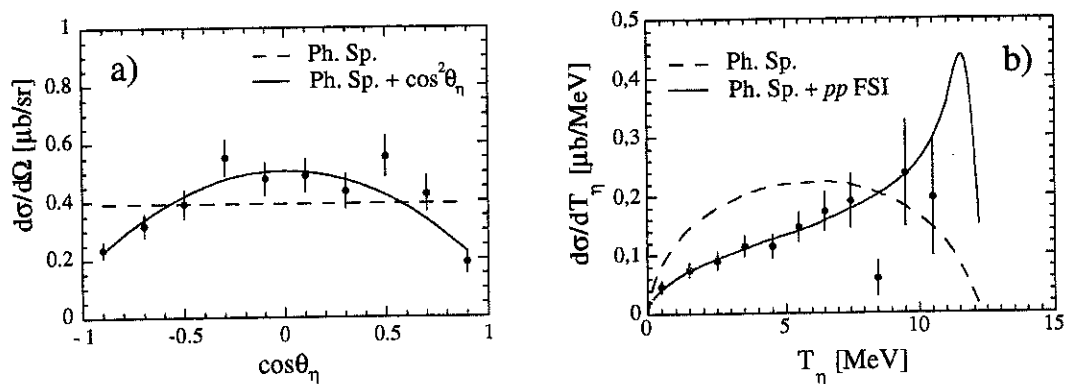 a)
Ph. Sp.
Ph. Sp. + cos²θη
dσ/dΩ [μb/sr]
1
0.8
0.6
0.4
0.2
0
- 1
-0.5
0
0.5
1
cosθη
b)
Ph. Sp.
Ph. Sp. + pp FSI
dσ/dTη [μb/MeV]
0,5
0,4
0,3
0,2
0,1
0,
0
5
10
15
Tη [MeV]